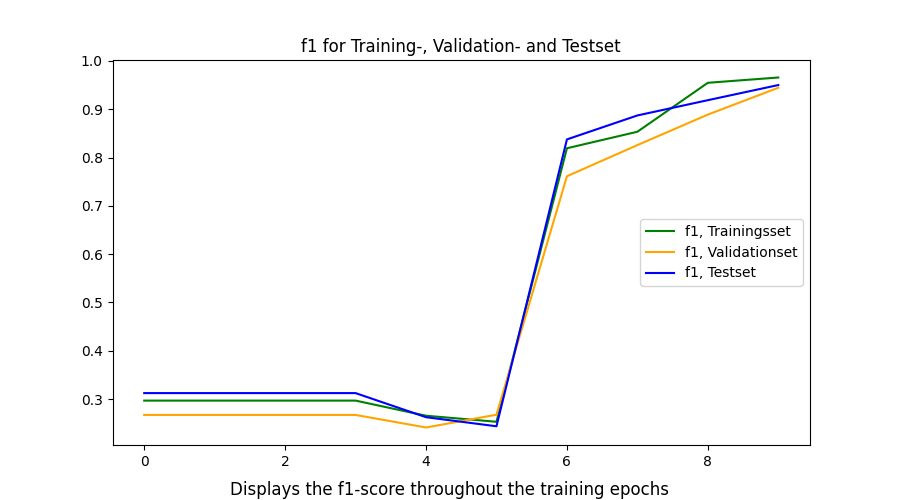 f1 for Training-, Validation- and Testset
1.0
0.9
0.8
0.7
0.6
0.5
0.4
0.3
f1, Trainingsset
f1, Validationset
f1, Testset
0 2 4 6 8
Displays the f1-score throughout the training epochs